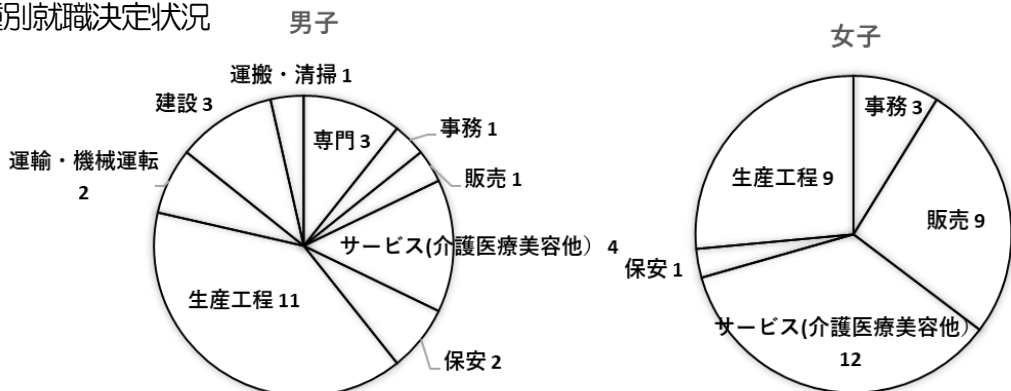 別就職決定状況
男子
運搬・清掃 1
建設 3
専門 3
事務 1
運輸・機械運転
2
販売 1
サービス(介護医療美容他） 4
生産工程 11
保安 2
女子
事務 3
生産工程 9
販売 9
保安 1
サービス(介護医療美容他）
12